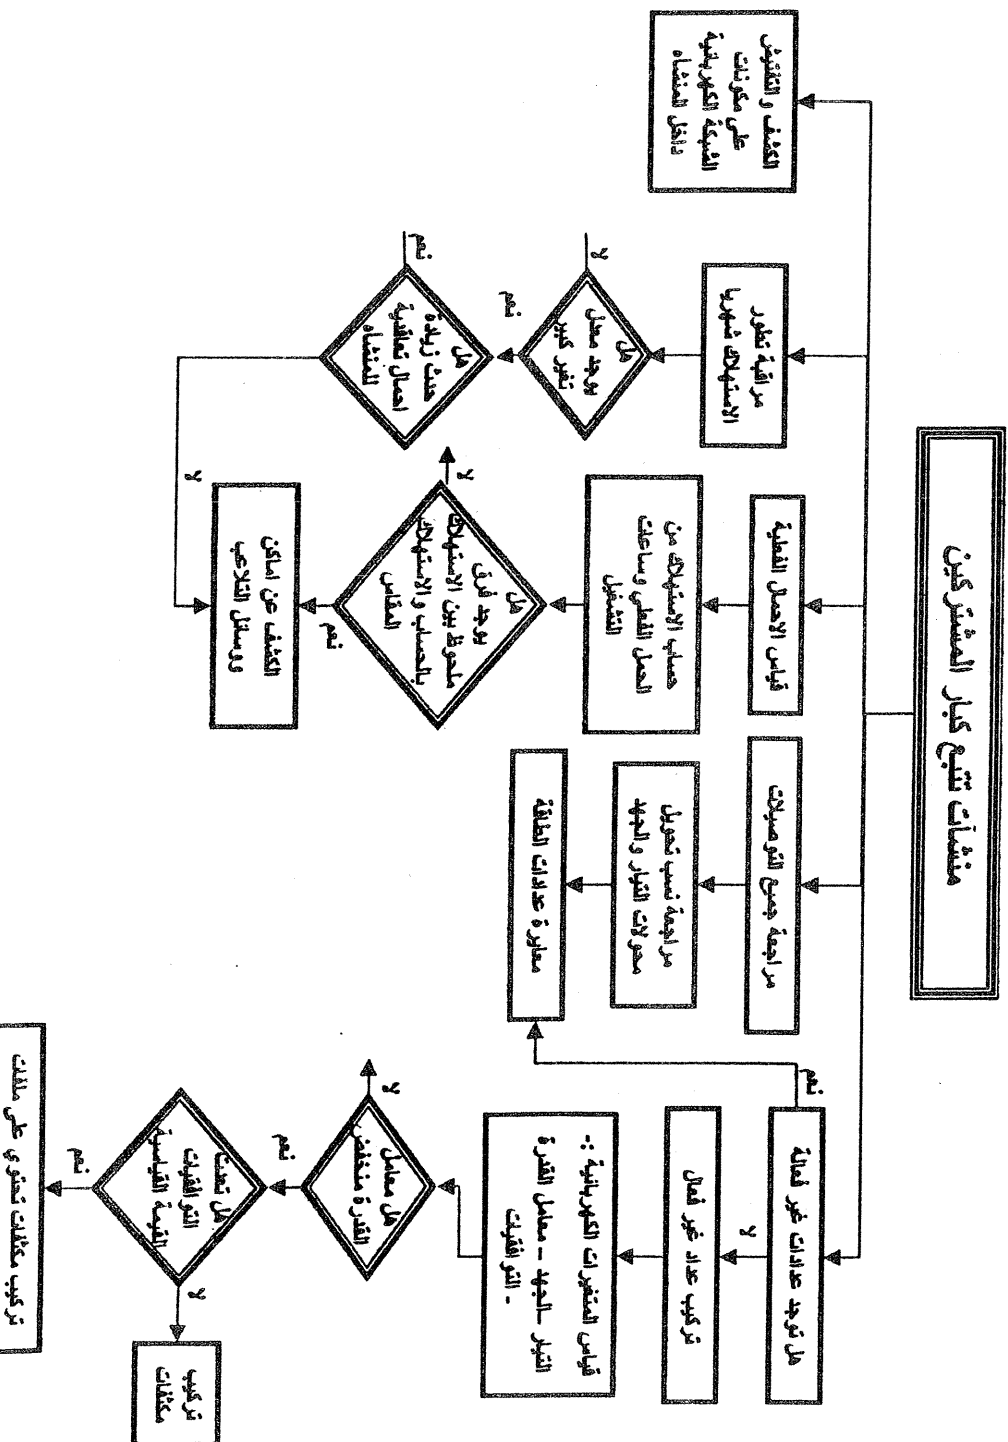 منشآت تتبع كبار المشتركين
الكشف و التفتيش
على مكونات
الشبكة الكهربائية
داخل المنشاه
مراقبة تطور
الاستهلاك شهريا
هل
يوجد معدل
تغير كبير
لا
نعم
هل
حدث زيادة
احمال تعاقدية
للمنشاه
نعم
لا
قياس الاحمال الفعلية
حساب الاستهلاك من
الحمل الفعلي وساعات
التشغيل
هل
يوجد فرق
ملحوظ بين الاستهلاك
بالحساب والاستهلاك
المقاس
لا
نعم
الكشف عن اماكن
ووسائل التلاعب
مراجعة جميع التوصيلات
مراجعة نسب تحويل
محولات التيار والجهد
معايرة عدادات الطاقة
هل توجد عدادات غير فعالة
نعم
لا
تركيب عداد غير فعال
قياس المتغيرات الكهربائية :-
التيار -الجهد – معامل القدرة
- التوافقيات
هل معامل
القدرة منخفض
لا
نعم
هل تعدت
التوافقيات
القيمة القياسية
نعم
لا
تركيب
مكثفات
تركيب مكثفات تحتوي على ملفات